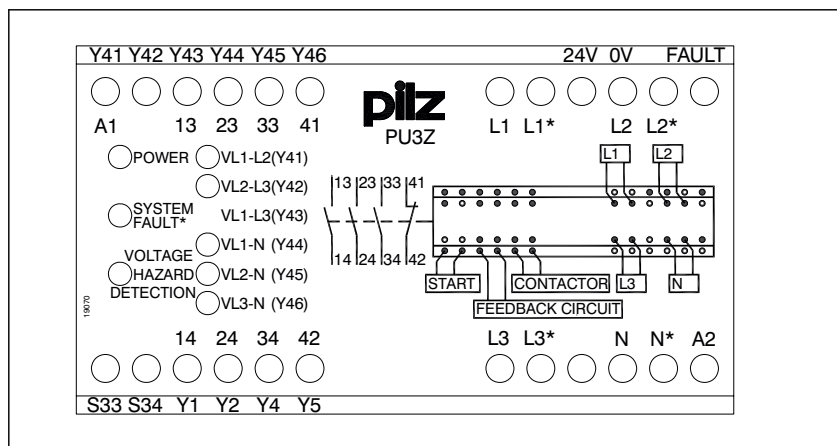 Y41 Y42 Y43 Y44 Y45 Y46 24V 0V FAULT
pilz
PU3Z
A1 13 23 33 41 L1 L1* L2 L2*
POWER
SYSTEM
FAULT*
VOLTAGE
HAZARD
DETECTION
VL1-L2(Y41)
VL2-L3(Y42)
VL1-L3(Y43)
VL1-N (Y44)
VL2-N (Y45)
VL3-N (Y46)
13 23 33 41
14 24 34 42
L1 L2
START CONTACTOR L3 N
FEEDBACK CIRCUIT
19070
14 24 34 42 L3 L3* N N* A2
S33 S34 Y1 Y2 Y4 Y5